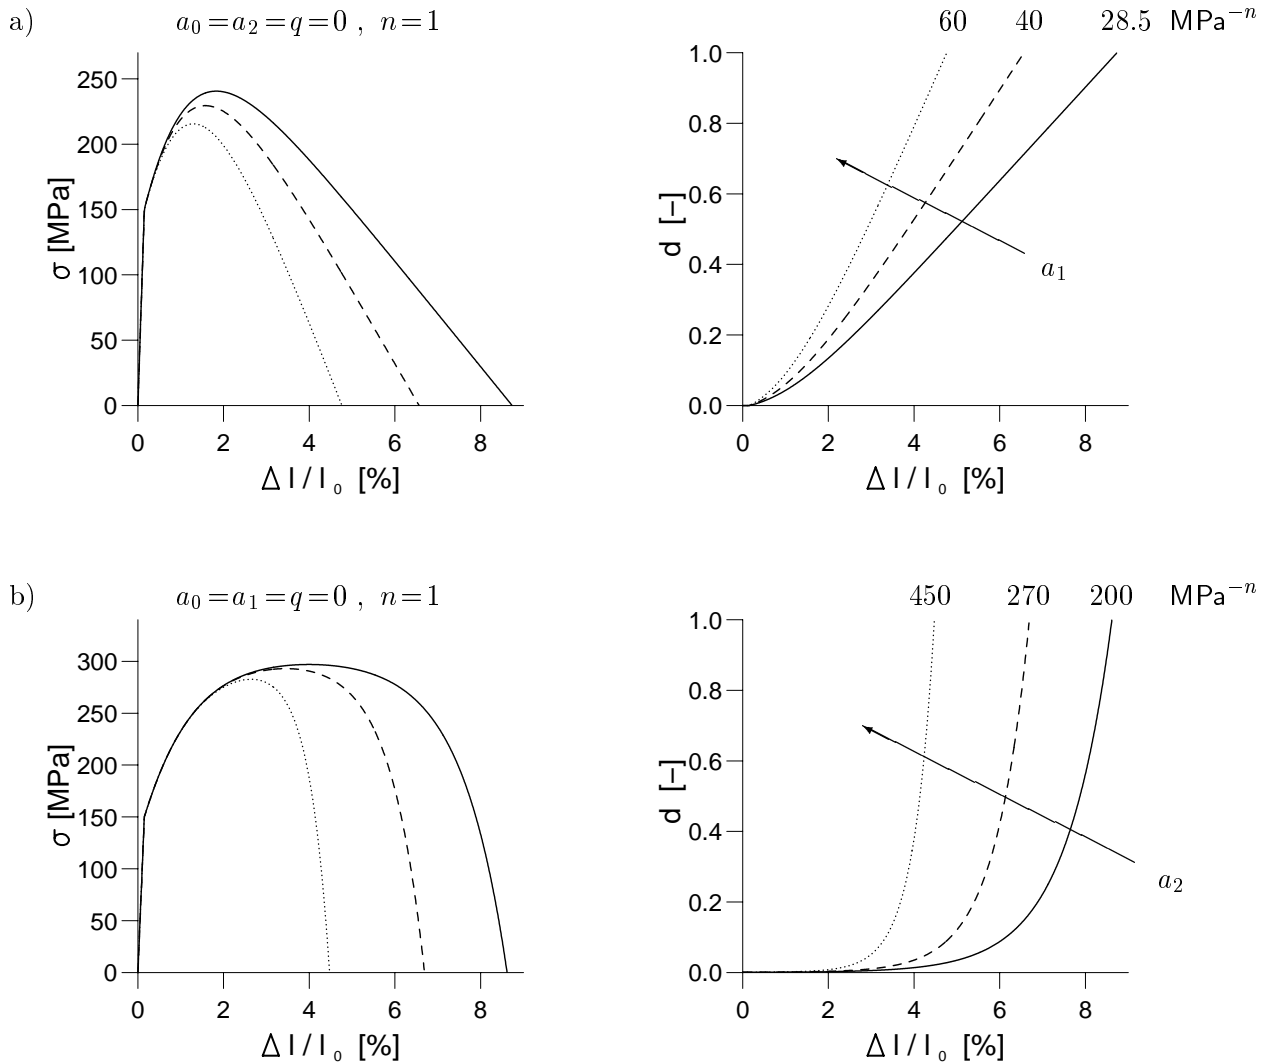 a) a₀=a₂=q=0 , n=1 60 40 28.5 MPa⁻ⁿ
250
200
150
100
50
0
σ [MPa]
0 2 4 6 8
Δ l / l ₀ [%]
1.0
0.8
0.6
0.4
0.2
0.0
d [–]
a₁
0 2 4 6 8
Δ l / l ₀ [%]
b) a₀=a₁=q=0 , n=1 450 270 200 MPa⁻ⁿ
300
250
200
150
100
50
0
σ [MPa]
0 2 4 6 8
Δ l / l ₀ [%]
1.0
0.8
0.6
0.4
0.2
0.0
d [–]
a₂
0 2 4 6 8
Δ l / l ₀ [%]